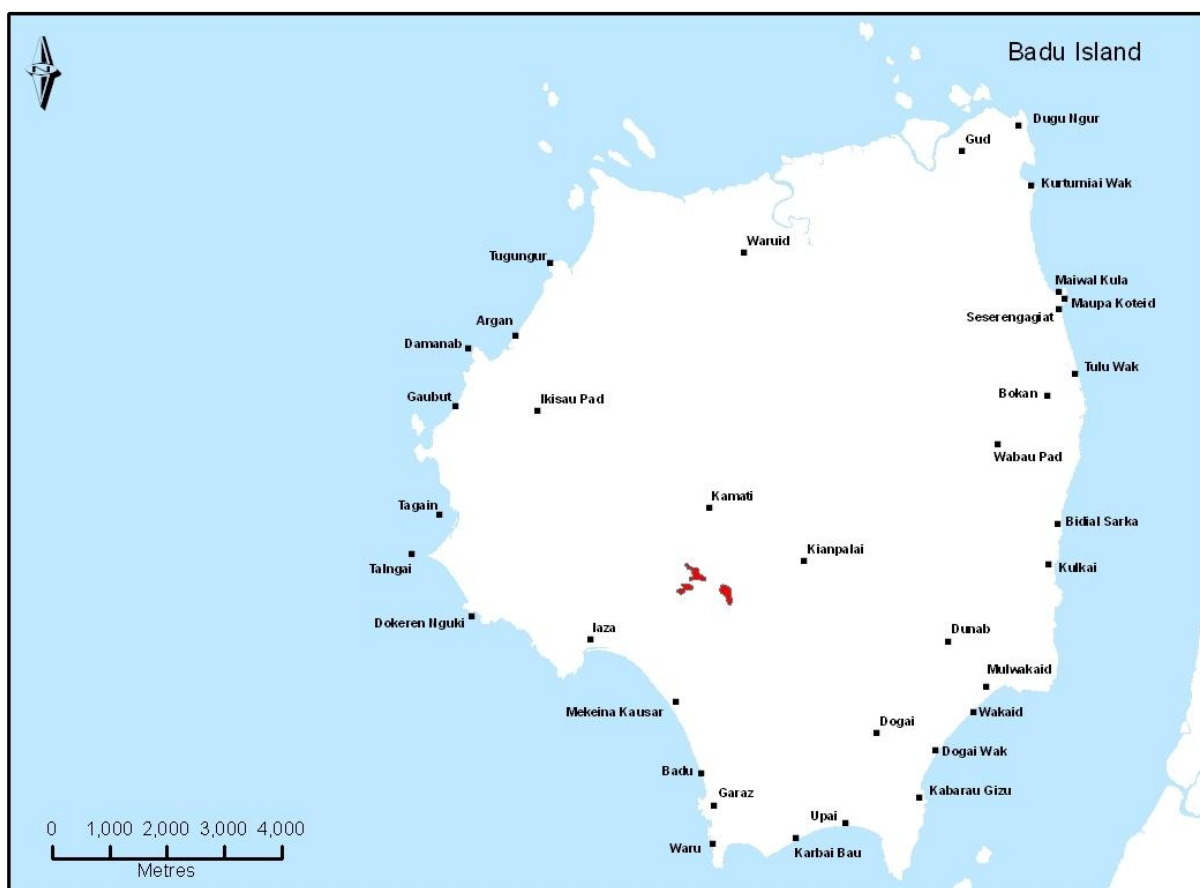 Badu Island
N
Dugu Ngur
Gud
Kurturniai Wak
Waruid
Tugungur
Maiwal Kula
Maupa Koteid
Seserengagiat
Argan
Damanab
Tulu Wak
Gaubut
Ikisau Pad
Bokan
Wabau Pad
Kamati
Tagain
Bidial Sarka
Kianpalai
Talngai
Kulkai
Dokeren Nguki
Iaza
Dunab
Mulwakaid
Mekeina Kausar
Wakaid
Dogai
Dogai Wak
Badu
Garaz
Kabarau Gizu
Upai
Waru
Karbai Bau
0 1,000 2,000 3,000 4,000
Metres